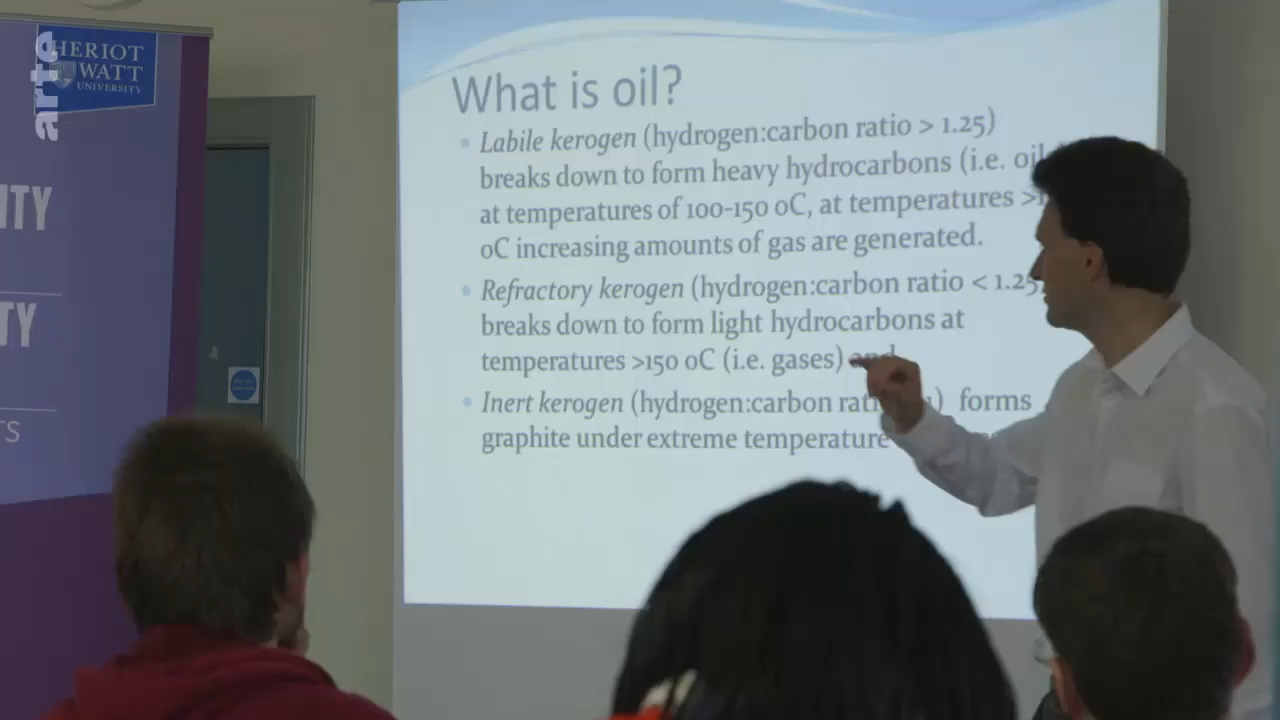 arte
HERIOT
WATT
UNIVERSITY
ITY
TY
TS
What is oil?
Labile kerogen (hydrogen:carbon ratio > 1.25)
breaks down to form heavy hydrocarbons (i.e. oil
at temperatures of 100-150 oC, at temperatures >
oC increasing amounts of gas are generated.
Refractory kerogen (hydrogen:carbon ratio < 1.25
breaks down to form light hydrocarbons at
temperatures >150 oC (i.e. gases) and
Inert kerogen (hydrogen:carbon forms
graphite under extreme temperature